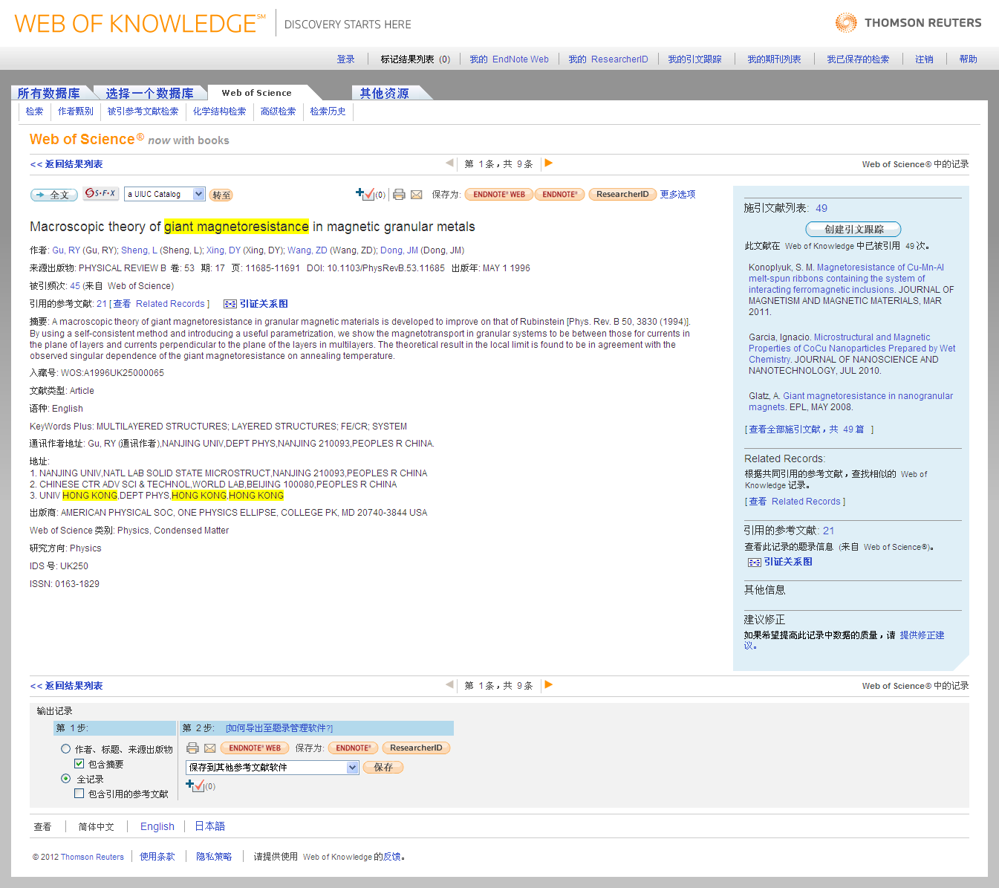 WEB OF KNOWLEDGE℠ DISCOVERY STARTS HERE THOMSON REUTERS
登录 标记结果列表 (0) 我的 EndNote Web 我的 ResearcherID 我的引文跟踪 我的期刊列表 我已保存的检索 注销 帮助
所有数据库 选择一个数据库 Web of Science 其他资源
检索 作者甄别 被引参考文献检索 化学结构检索 高级检索 检索历史
Web of Science® now with books
<< 返回结果列表 第 1条，共 9条 Web of Science® 中的记录
全文 S·F·X a UIUC Catalog 转至 (0) 保存为: ENDNOTE® WEB ENDNOTE® ResearcherID 更多选项
Macroscopic theory of giant magnetoresistance in magnetic granular metals
作者: Gu, RY (Gu, RY); Sheng, L (Sheng, L); Xing, DY (Xing, DY); Wang, ZD (Wang, ZD); Dong, JM (Dong, JM)
来源出版物: PHYSICAL REVIEW B 卷: 53 期: 17 页: 11685-11691 DOI: 10.1103/PhysRevB.53.11685 出版年: MAY 1 1996
被引频次: 45 (来自 Web of Science)
引用的参考文献: 21 [ 查看 Related Records ] 引证关系图
摘要: A macroscopic theory of giant magnetoresistance in granular magnetic materials is developed to improve on that of Rubinstein [Phys. Rev. B 50, 3830 (1994)].
By using a self-consistent method and introducing a useful parametrization, we show the magnetotransport in granular systems to be between those for currents in
the plane of layers and currents perpendicular to the plane of the layers in multilayers. The theoretical result in the local limit is found to be in agreement with the
observed singular dependence of the giant magnetoresistance on annealing temperature.
入藏号: WOS:A1996UK25000065
文献类型: Article
语种: English
KeyWords Plus: MULTILAYERED STRUCTURES; LAYERED STRUCTURES; FE/CR; SYSTEM
通讯作者地址: Gu, RY (通讯作者),NANJING UNIV,DEPT PHYS,NANJING 210093,PEOPLES R CHINA.
地址:
1. NANJING UNIV,NATL LAB SOLID STATE MICROSTRUCT,NANJING 210093,PEOPLES R CHINA
2. CHINESE CTR ADV SCI & TECHNOL,WORLD LAB,BEIJING 100080,PEOPLES R CHINA
3. UNIV HONG KONG,DEPT PHYS,HONG KONG,HONG KONG
出版商: AMERICAN PHYSICAL SOC, ONE PHYSICS ELLIPSE, COLLEGE PK, MD 20740-3844 USA
Web of Science 类别: Physics, Condensed Matter
研究方向: Physics
IDS 号: UK250
ISSN: 0163-1829
施引文献列表: 49
创建引文跟踪
此文献在 Web of Knowledge 中已被引用 49 次。
Konoplyuk, S. M. Magnetoresistance of Cu-Mn-Al
melt-spun ribbons containing the system of
interacting ferromagnetic inclusions. JOURNAL OF
MAGNETISM AND MAGNETIC MATERIALS, MAR
2011.
Garcia, Ignacio. Microstructural and Magnetic
Properties of CoCu Nanoparticles Prepared by Wet
Chemistry. JOURNAL OF NANOSCIENCE AND
NANOTECHNOLOGY, JUL 2010.
Glatz, A. Giant magnetoresistance in nanogranular
magnets. EPL, MAY 2008.
[ 查看全部施引文献，共 49 篇 ]
Related Records:
根据共同引用的参考文献，查找相似的 Web of
Knowledge 记录。
[ 查看 Related Records ]
引用的参考文献: 21
查看此记录的题录信息 (来自 Web of Science®)。
引证关系图
其他信息
建议修正
如果希望提高此记录中数据的质量，请 提供修正建
议。
<< 返回结果列表 第 1条，共 9条 Web of Science® 中的记录
输出记录
第 1步: 第 2步: [如何导出至题录管理软件?]
作者、标题、来源出版物 ENDNOTE® WEB 保存为: ENDNOTE® ResearcherID
包含摘要 保存到其他参考文献软件 保存
全记录 (0)
包含引用的参考文献
查看 简体中文 English 日本語
© 2012 Thomson Reuters 使用条款 隐私策略 请提供使用 Web of Knowledge 的反馈。